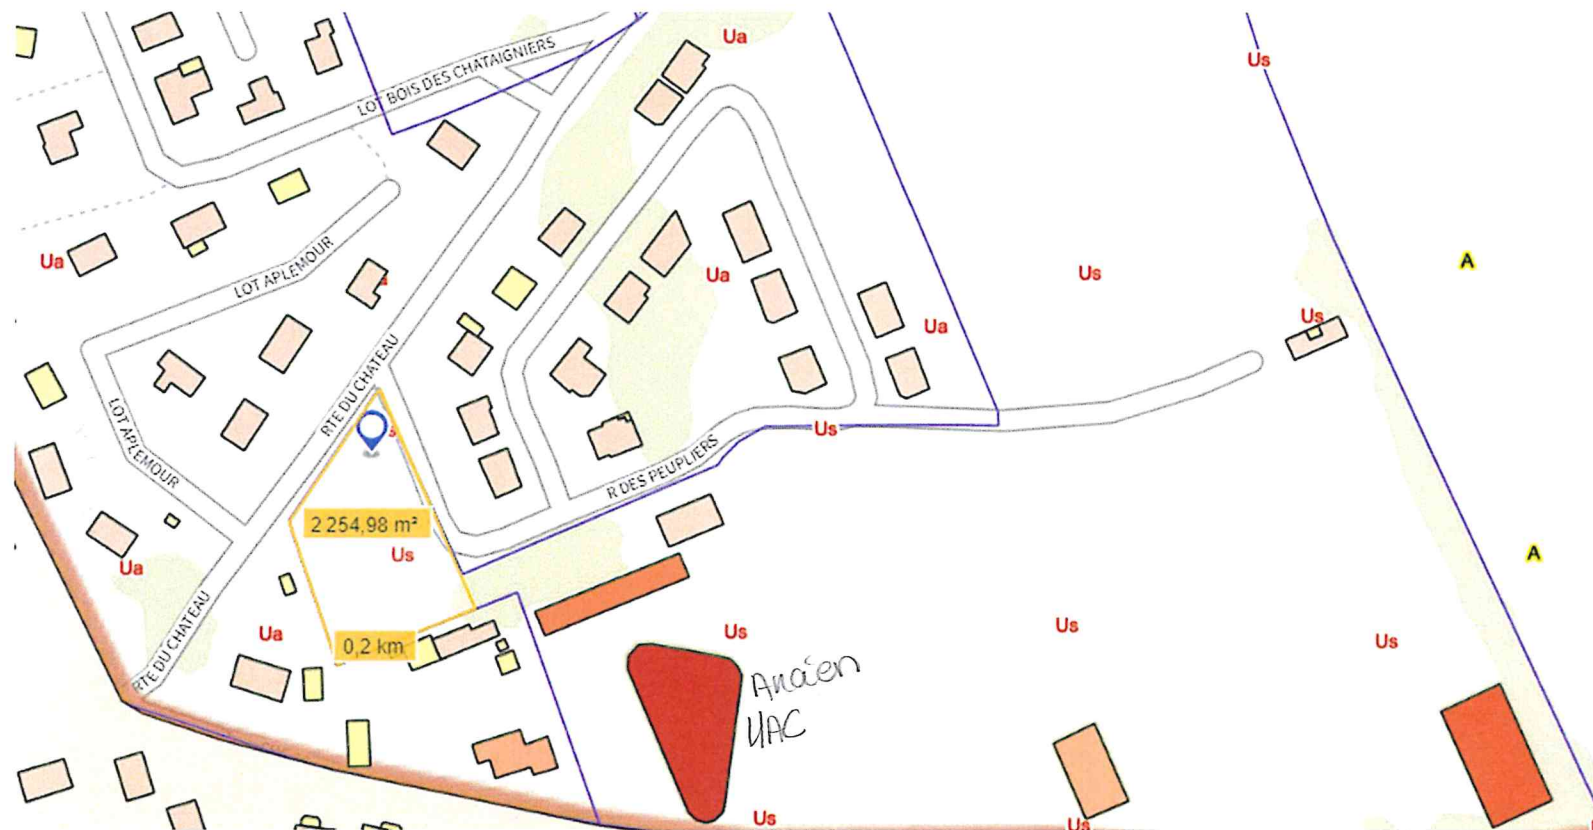 Ua
Us
LOT BOIS DES CHATAIGNIERS
Ua
LOT APLEMOUR
Ua
Us
A
Us
Ua
RTE DU CHATEAU
LOT APLEMOUR
Us
R DES PEUPLIERS
2 254,98 m²
Us
A
Ua
RTE DU CHATEAU
Ua
0,2 km
Us
Us
Us
Ancien
UAC
Us
Us